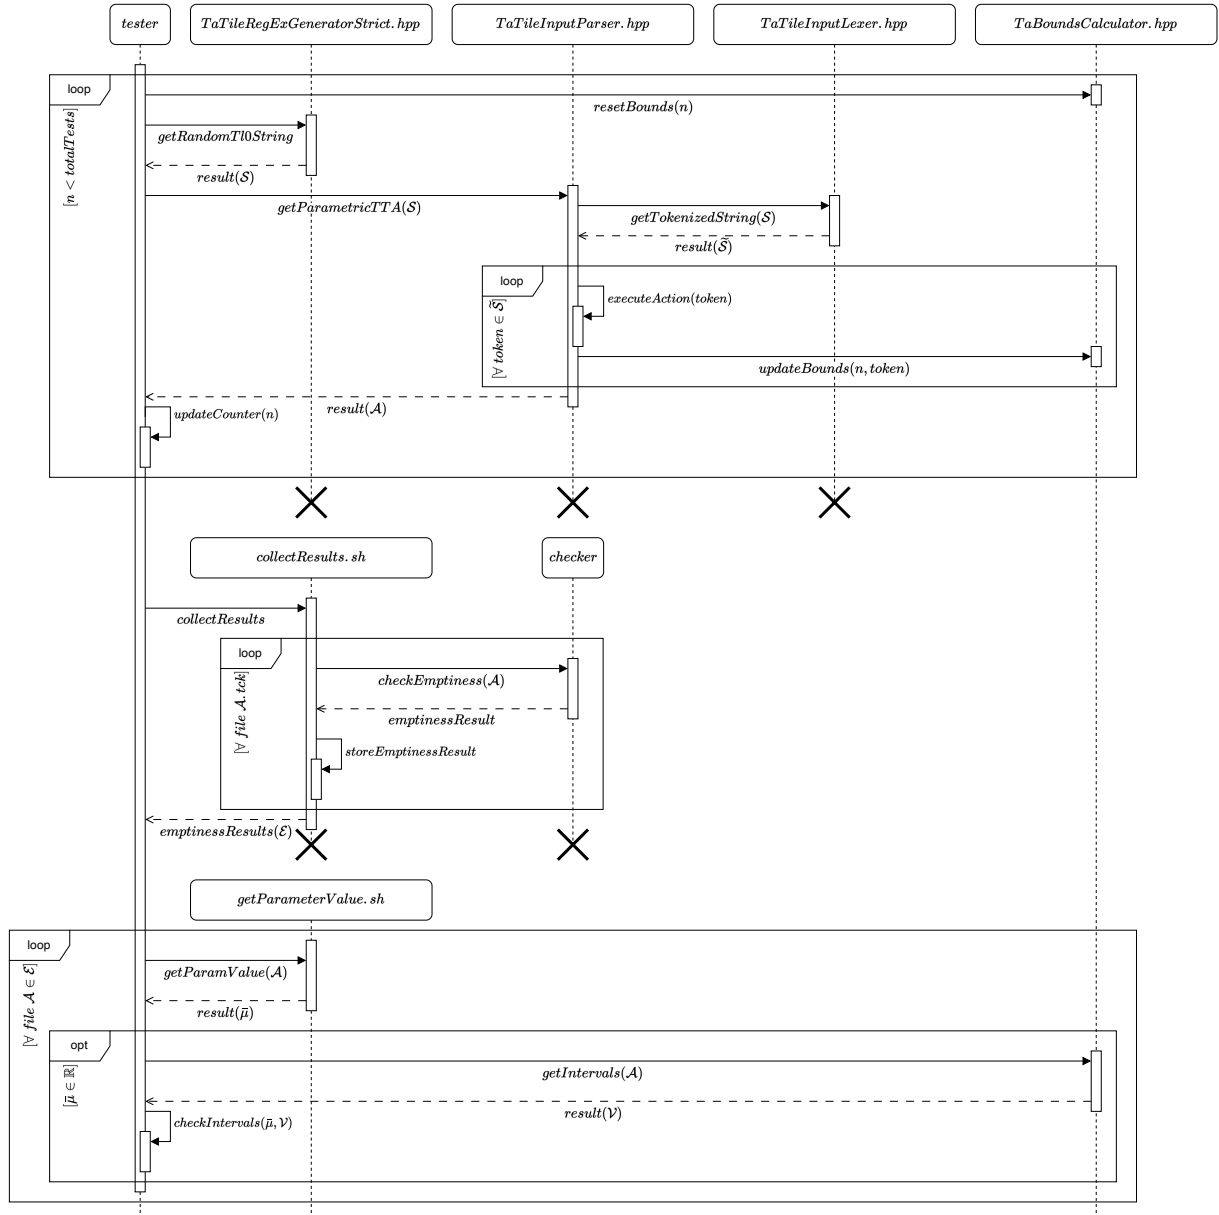 tester
TaTileRegExGeneratorStrict.hpp
TaTileInputParser.hpp
TaTileInputLexer.hpp
TaBoundsCalculator.hpp
loop
[n < totalTests]
resetBounds(n)
getRandomTl0String
result(𝒮)
getParametricTTA(𝒮)
getTokenizedString(𝒮)
result(𝒮̃)
loop
[∀ token ∈ 𝒮̃]
executeAction(token)
updateBounds(n, token)
result(𝒜)
updateCounter(n)
collectResults.sh
checker
collectResults
loop
[∀ file 𝒜.tck]
checkEmptiness(𝒜)
emptinessResult
storeEmptinessResult
emptinessResults(ℰ)
getParameterValue.sh
loop
[∀ file 𝒜 ∈ ℰ]
getParamValue(𝒜)
result(μ̄)
opt
[μ̄ ∈ ℝ]
getIntervals(𝒜)
result(𝒱)
checkIntervals(μ̄, 𝒱)